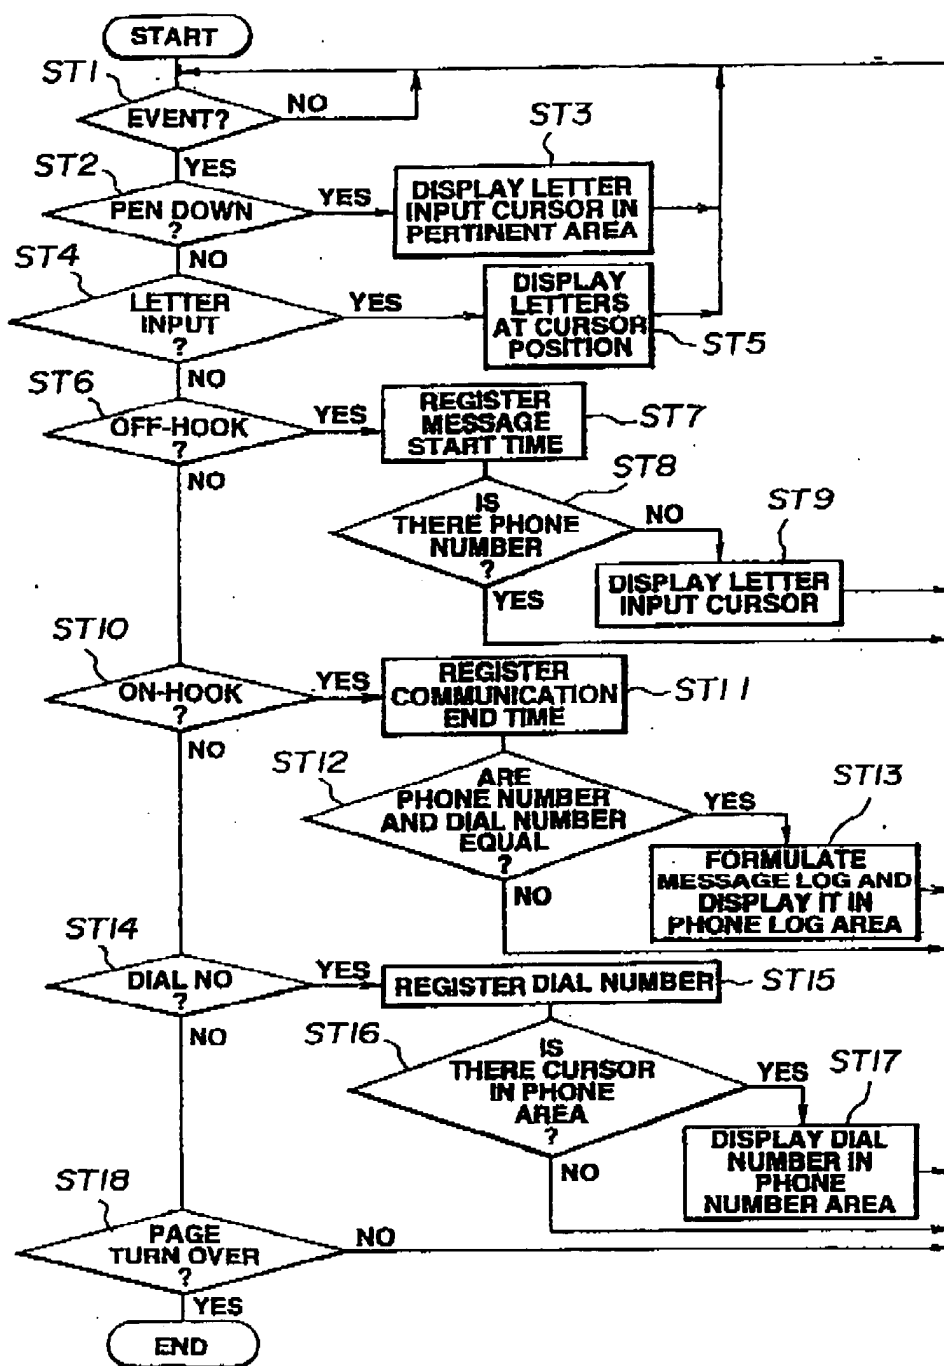 START
ST1
EVENT?
NO
YES
ST2
PEN DOWN
?
YES
NO
ST3
DISPLAY LETTER
INPUT CURSOR IN
PERTINENT AREA
ST4
LETTER
INPUT
?
YES
NO
DISPLAY
LETTERS
AT CURSOR
POSITION
ST5
ST6
OFF-HOOK
?
YES
NO
REGISTER
MESSAGE
START TIME
ST7
ST8
IS
THERE PHONE
NUMBER
?
NO
YES
ST9
DISPLAY LETTER
INPUT CURSOR
ST10
ON-HOOK
?
YES
NO
REGISTER
COMMUNICATION
END TIME
ST11
ST12
ARE
PHONE NUMBER
AND DIAL NUMBER
EQUAL
?
YES
NO
ST13
FORMULATE
MESSAGE LOG AND
DISPLAY IT IN
PHONE LOG AREA
ST14
DIAL NO
?
YES
NO
REGISTER DIAL NUMBER
ST15
ST16
IS
THERE CURSOR
IN PHONE
AREA
?
YES
NO
ST17
DISPLAY DIAL
NUMBER IN
PHONE
NUMBER AREA
ST18
PAGE
TURN OVER
?
NO
YES
END